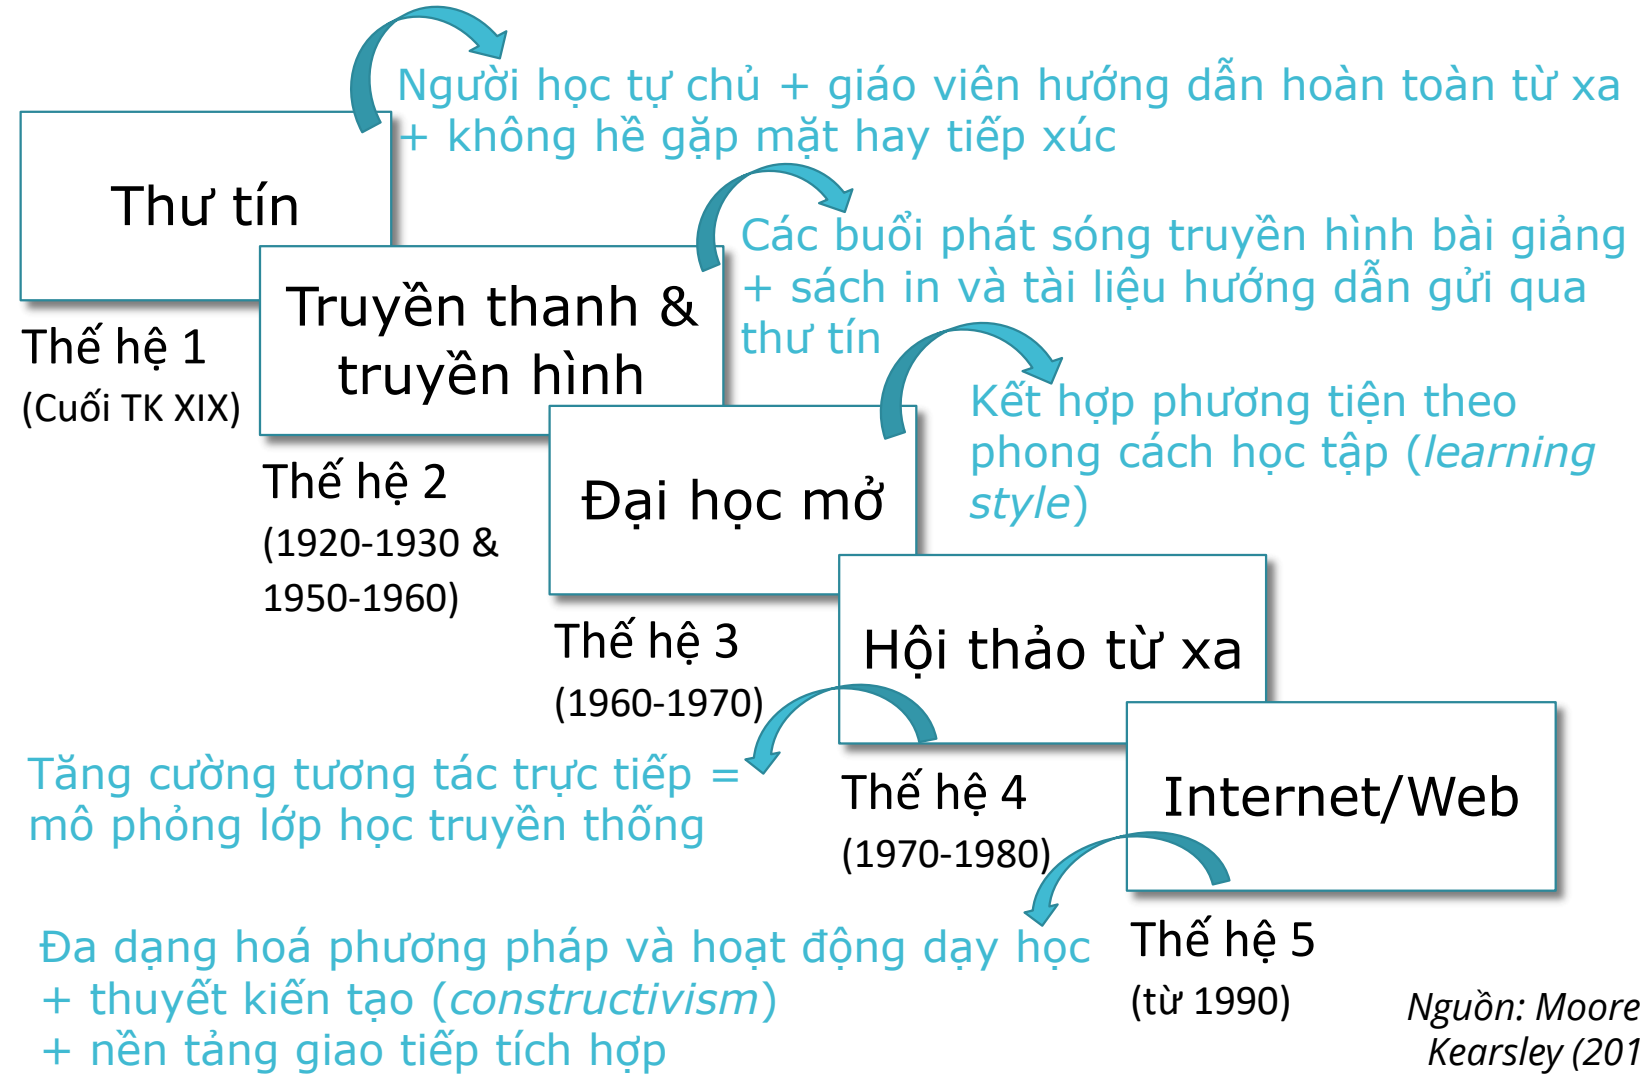 Người học tự chủ + giáo viên hướng dẫn hoàn toàn từ xa
+ không hề gặp mặt hay tiếp xúc
Thư tín
Thế hệ 1
(Cuối TK XIX)
Các buổi phát sóng truyền hình bài giảng
+ sách in và tài liệu hướng dẫn gửi qua
thư tín
Truyền thanh &
truyền hình
Thế hệ 2
(1920-1930 &
1950-1960)
Kết hợp phương tiện theo
phong cách học tập (learning
style)
Đại học mở
Thế hệ 3
(1960-1970)
Hội thảo từ xa
Thế hệ 4
(1970-1980)
Tăng cường tương tác trực tiếp =
mô phỏng lớp học truyền thống
Internet/Web
Thế hệ 5
(từ 1990)
Đa dạng hoá phương pháp và hoạt động dạy học
+ thuyết kiến tạo (constructivism)
+ nền tảng giao tiếp tích hợp
Nguồn: Moore
Kearsley (201